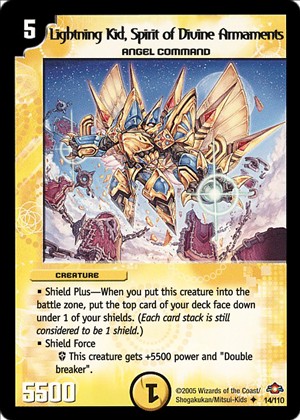 5
Lightning Kid, Spirit of Divine Armaments
ANGEL COMMAND
CREATURE
▪ Shield Plus—When you put this creature into the
battle zone, put the top card of your deck face down
under 1 of your shields. (Each card stack is still
considered to be 1 shield.)
▪ Shield Force
This creature gets +5500 power and "Double
breaker".
5500
1
©2005 Wizards of the Coast/
Shogakukan/Mitsui-Kids ✦ 14/110